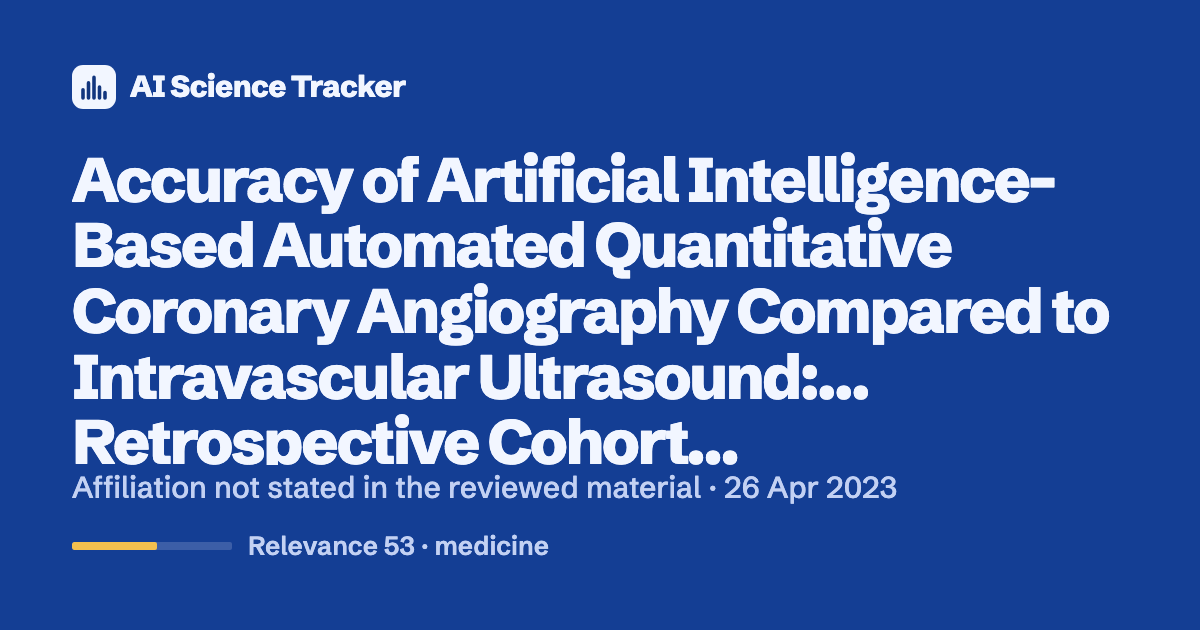 AI Science Tracker
Accuracy of Artificial Intelligence-
Based Automated Quantitative
Coronary Angiography Compared to
Intravascular Ultrasound:...
Retrospective Cohort...
Affiliation not stated in the reviewed material · 26 Apr 2023
Relevance 53 · medicine